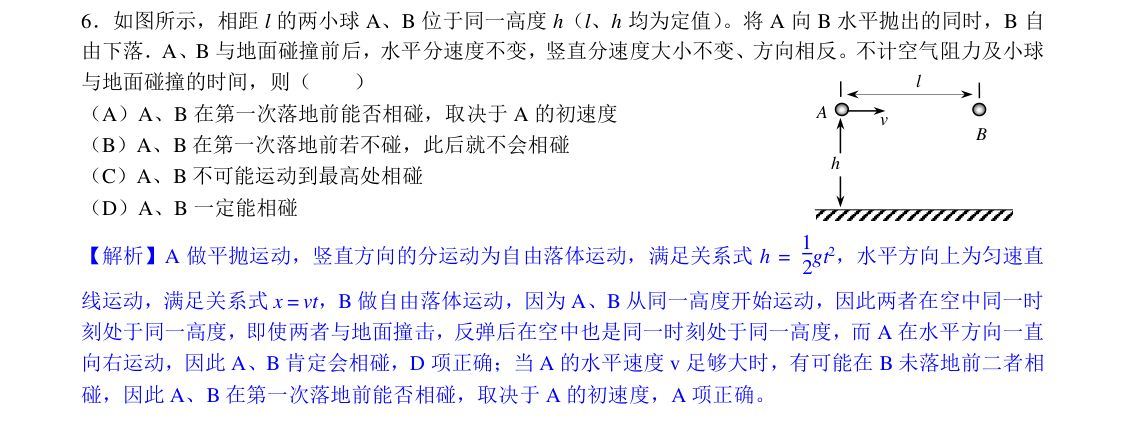 6．如图所示，相距 l 的两小球 A、B 位于同一高度 h（l、h 均为定值）。将 A 向 B 水平抛出的同时，B 自
由下落．A、B 与地面碰撞前后，水平分速度不变，竖直分速度大小不变、方向相反。不计空气阻力及小球
与地面碰撞的时间，则（　　）
（A）A、B 在第一次落地前能否相碰，取决于 A 的初速度
（B）A、B 在第一次落地前若不碰，此后就不会相碰
（C）A、B 不可能运动到最高处相碰
（D）A、B 一定能相碰
l
A
v
B
h
【解析】A 做平抛运动，竖直方向的分运动为自由落体运动，满足关系式 h = 1/2 gt²，水平方向上为匀速直
线运动，满足关系式 x = vt，B 做自由落体运动，因为 A、B 从同一高度开始运动，因此两者在空中同一时
刻处于同一高度，即使两者与地面撞击，反弹后在空中也是同一时刻处于同一高度，而 A 在水平方向一直
向右运动，因此 A、B 肯定会相碰，D 项正确；当 A 的水平速度 v 足够大时，有可能在 B 未落地前二者相
碰，因此 A、B 在第一次落地前能否相碰，取决于 A 的初速度，A 项正确。